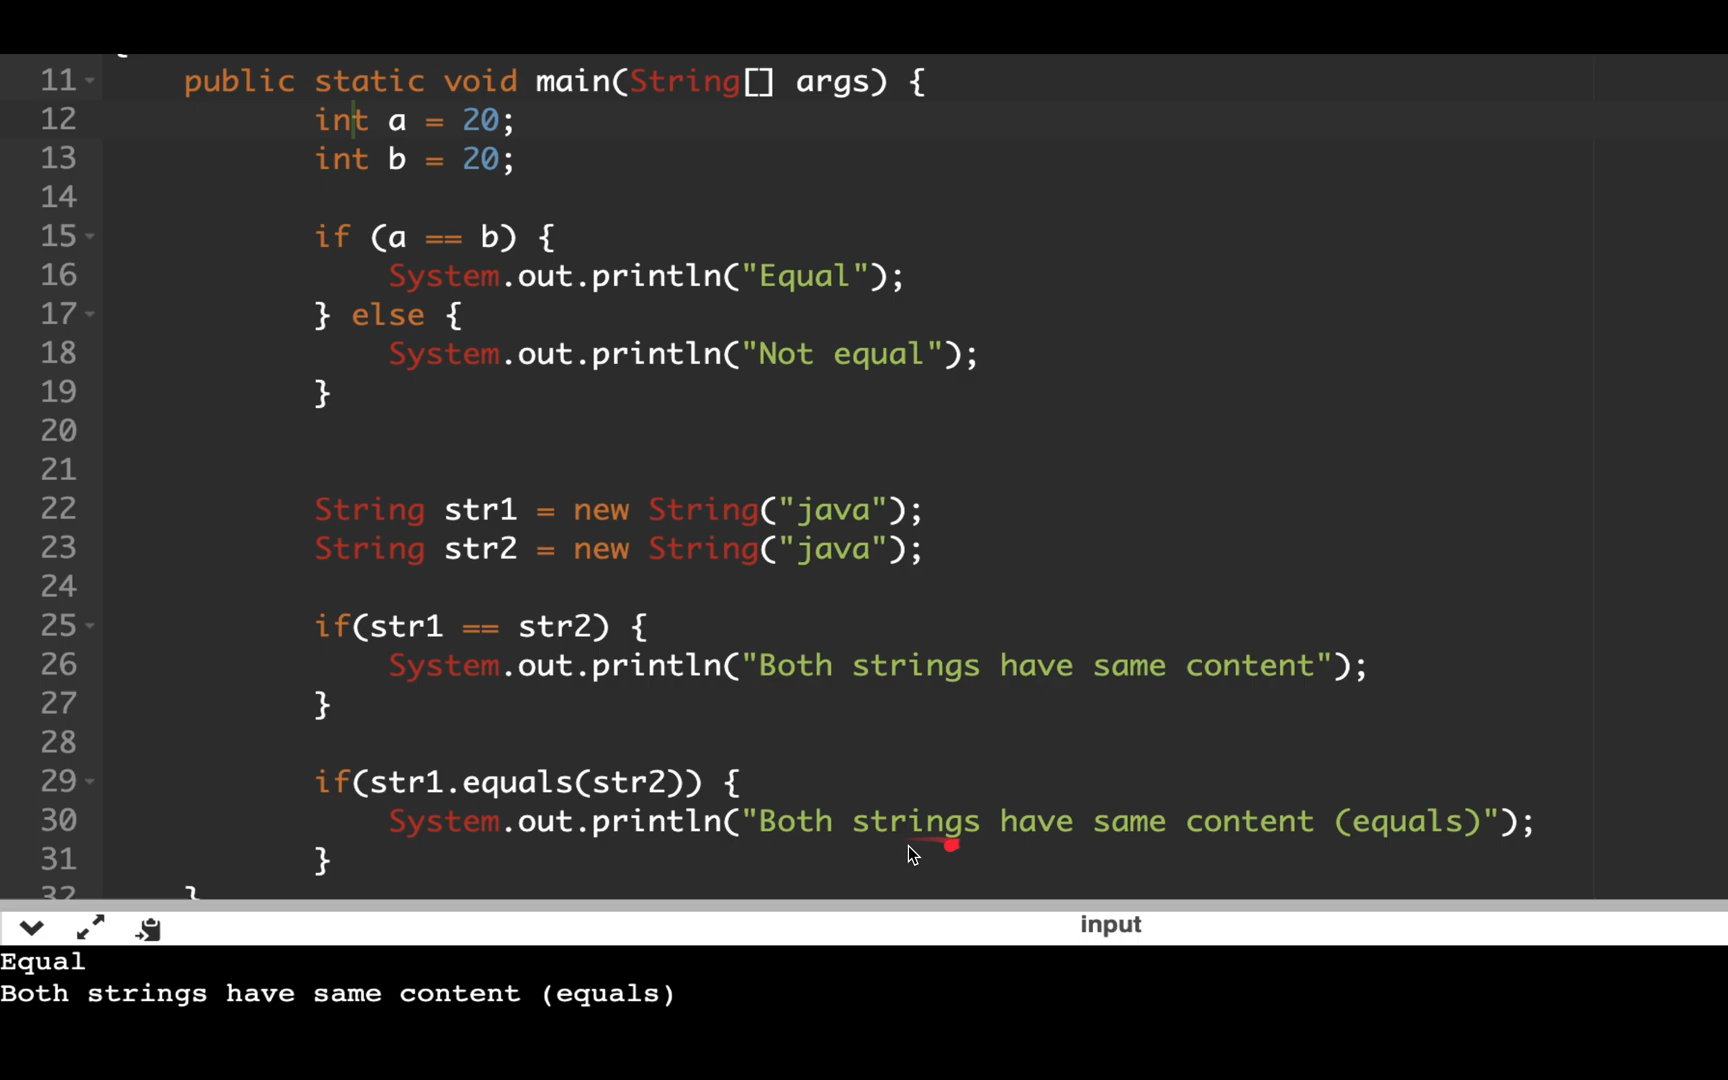 11 public static void main(String[] args) {
12 int a = 20;
13 int b = 20;
14
15 if (a == b) {
16 System.out.println("Equal");
17 } else {
18 System.out.println("Not equal");
19 }
20
21
22 String str1 = new String("java");
23 String str2 = new String("java");
24
25 if(str1 == str2) {
26 System.out.println("Both strings have same content");
27 }
28
29 if(str1.equals(str2)) {
30 System.out.println("Both strings have same content (equals)");
31 }
32 }
input
Equal
Both strings have same content (equals)